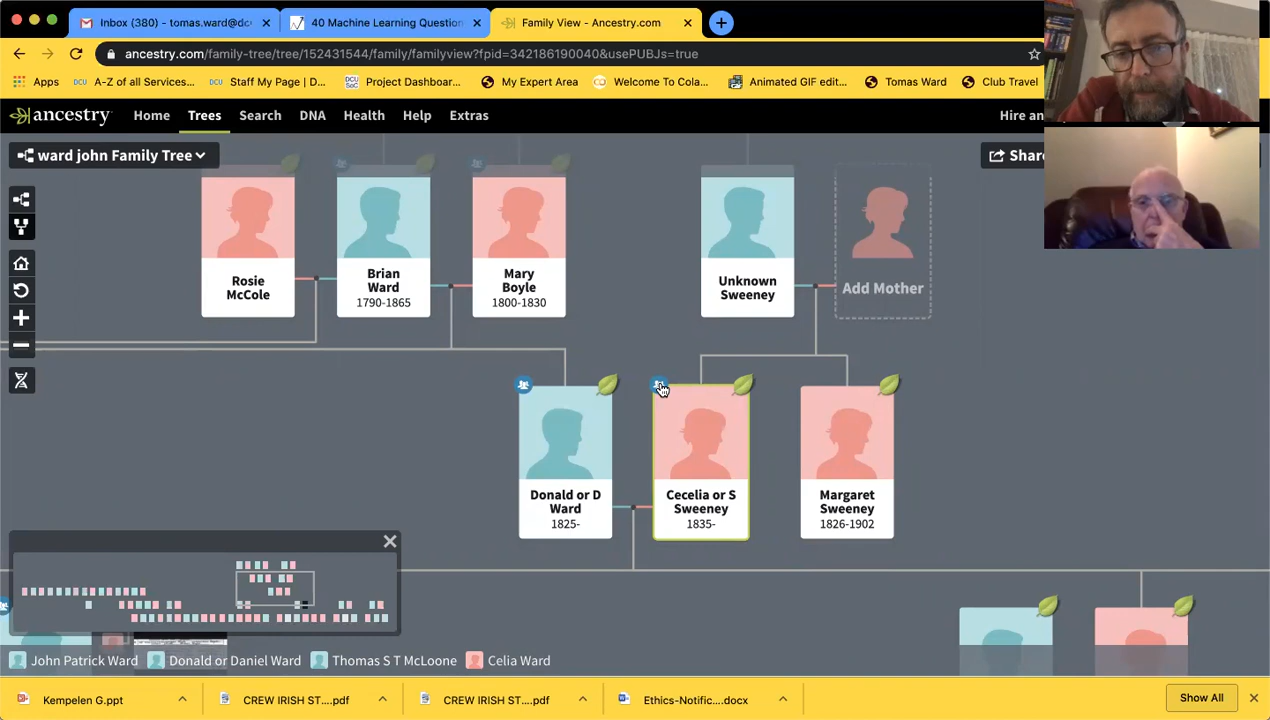 Inbox (380) - tomas.ward@dc
40 Machine Learning Question
Family View - Ancestry.com
ancestry.com/family-tree/tree/152431544/family/familyview?fpid=342186190040&usePUBJs=true
Apps
DCU A-Z of all Services...
DCU Staff My Page | D...
Project Dashboar...
My Expert Area
Welcome To Cola...
Animated GIF edit...
Tomas Ward
Club Travel
ancestry
Home
Trees
Search
DNA
Health
Help
Extras
Hire an
ward john Family Tree
Share
Rosie
McCole
Brian
Ward
1790-1865
Mary
Boyle
1800-1830
Unknown
Sweeney
Add Mother
Donald or D
Ward
1825-
Cecelia or S
Sweeney
1835-
Margaret
Sweeney
1826-1902
John Patrick Ward
Donald or Daniel Ward
Thomas S T McLoone
Celia Ward
Kempelen G.ppt
CREW IRISH ST....pdf
CREW IRISH ST....pdf
Ethics-Notific....docx
Show All